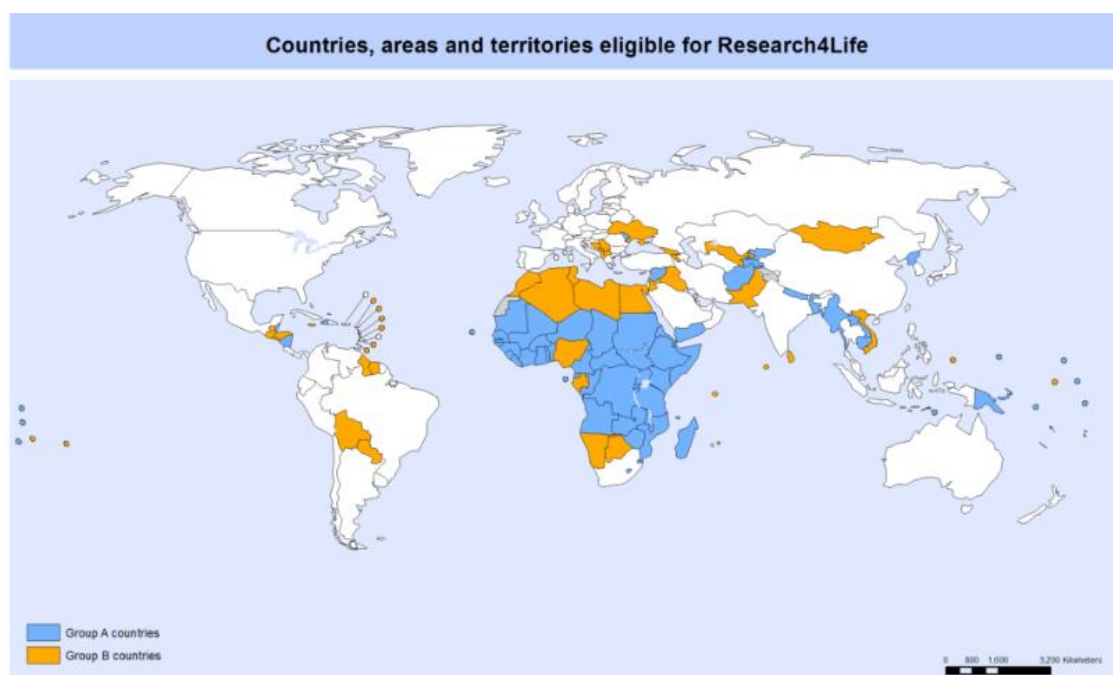 Countries, areas and territories eligible for Research4Life
Group A countries
Group B countries
0 800 1,600 3,200 Kilometers